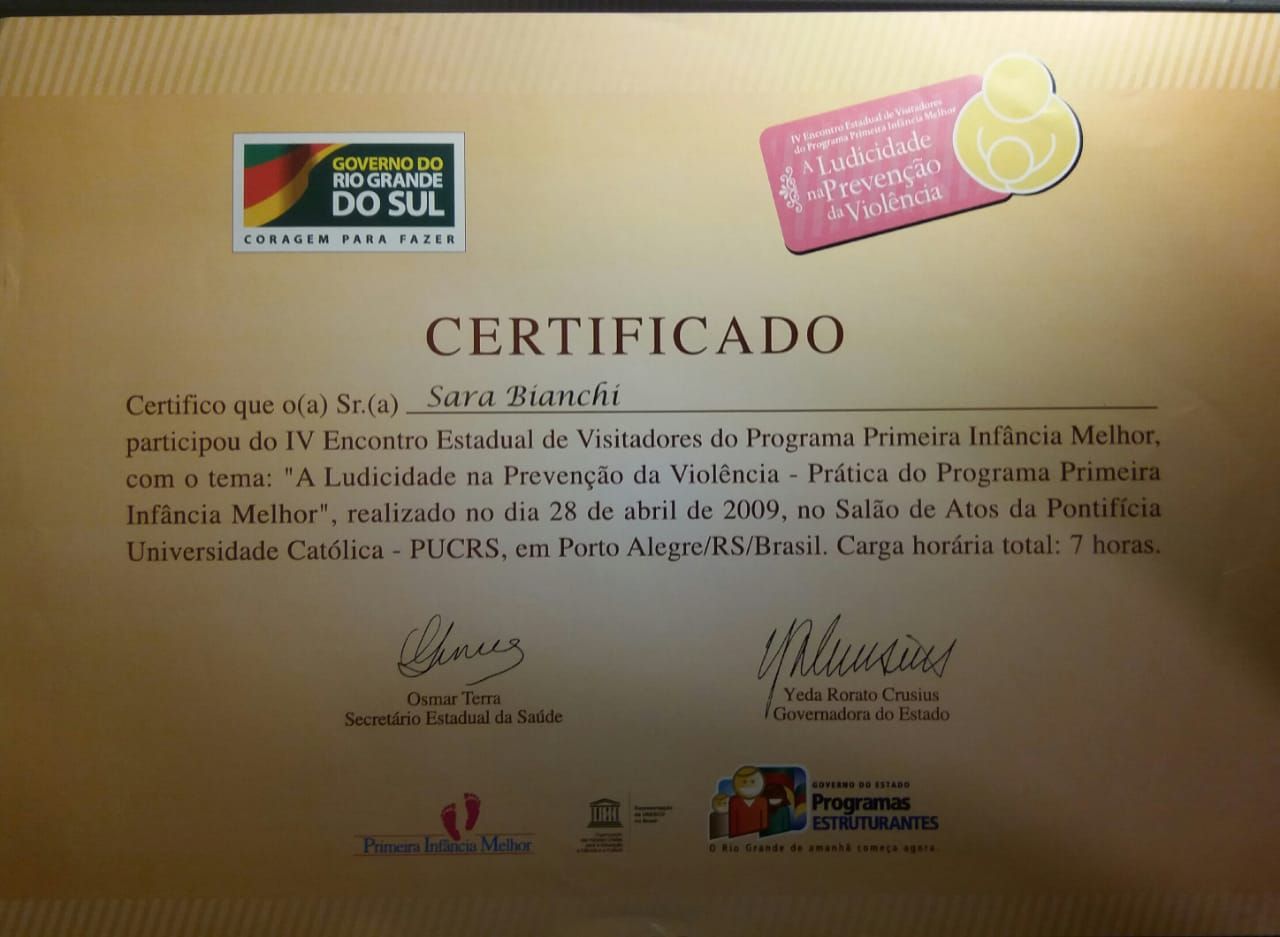 GOVERNO DO
RIO GRANDE
DO SUL
CORAGEM PARA FAZER
IV Encontro Estadual de Visitadores
do Programa Primeira Infância Melhor
A Ludicidade
na Prevenção
da Violência
CERTIFICADO
Certifico que o(a) Sr.(a) Sara Bianchi
participou do IV Encontro Estadual de Visitadores do Programa Primeira Infância Melhor,
com o tema: "A Ludicidade na Prevenção da Violência - Prática do Programa Primeira
Infância Melhor", realizado no dia 28 de abril de 2009, no Salão de Atos da Pontifícia
Universidade Católica - PUCRS, em Porto Alegre/RS/Brasil. Carga horária total: 7 horas.
Osmar Terra
Secretário Estadual da Saúde
Yeda Rorato Crusius
Governadora do Estado
Primeira Infância Melhor
Representação
da UNESCO
no Brasil
GOVERNO DO ESTADO
Programas
ESTRUTURANTES
O Rio Grande de amanhã começa agora.